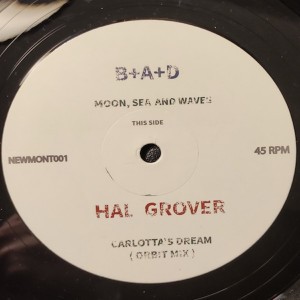 B+A+D
MOON, SEA AND WAVES
THIS SIDE
NEWMONT001
45 RPM
HAL GROVER
CARLOTTA'S DREAM
( ORBIT MIX )